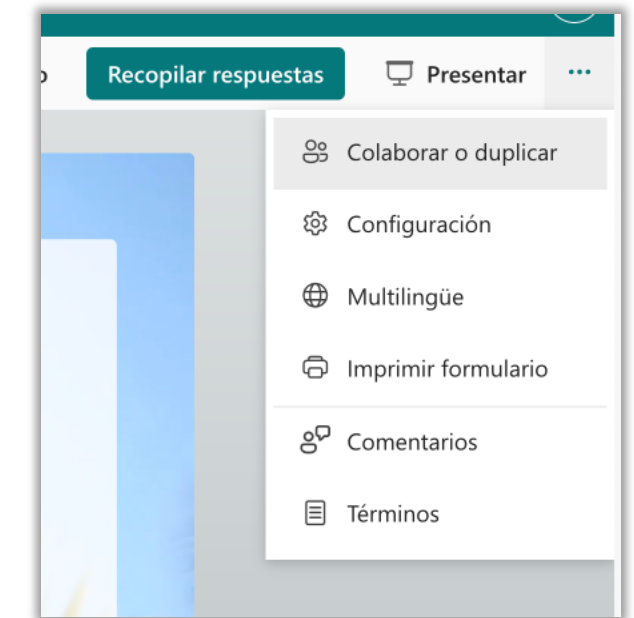 Recopilar respuestas
Presentar
Colaborar o duplicar
Configuración
Multilingüe
Imprimir formulario
Comentarios
Términos